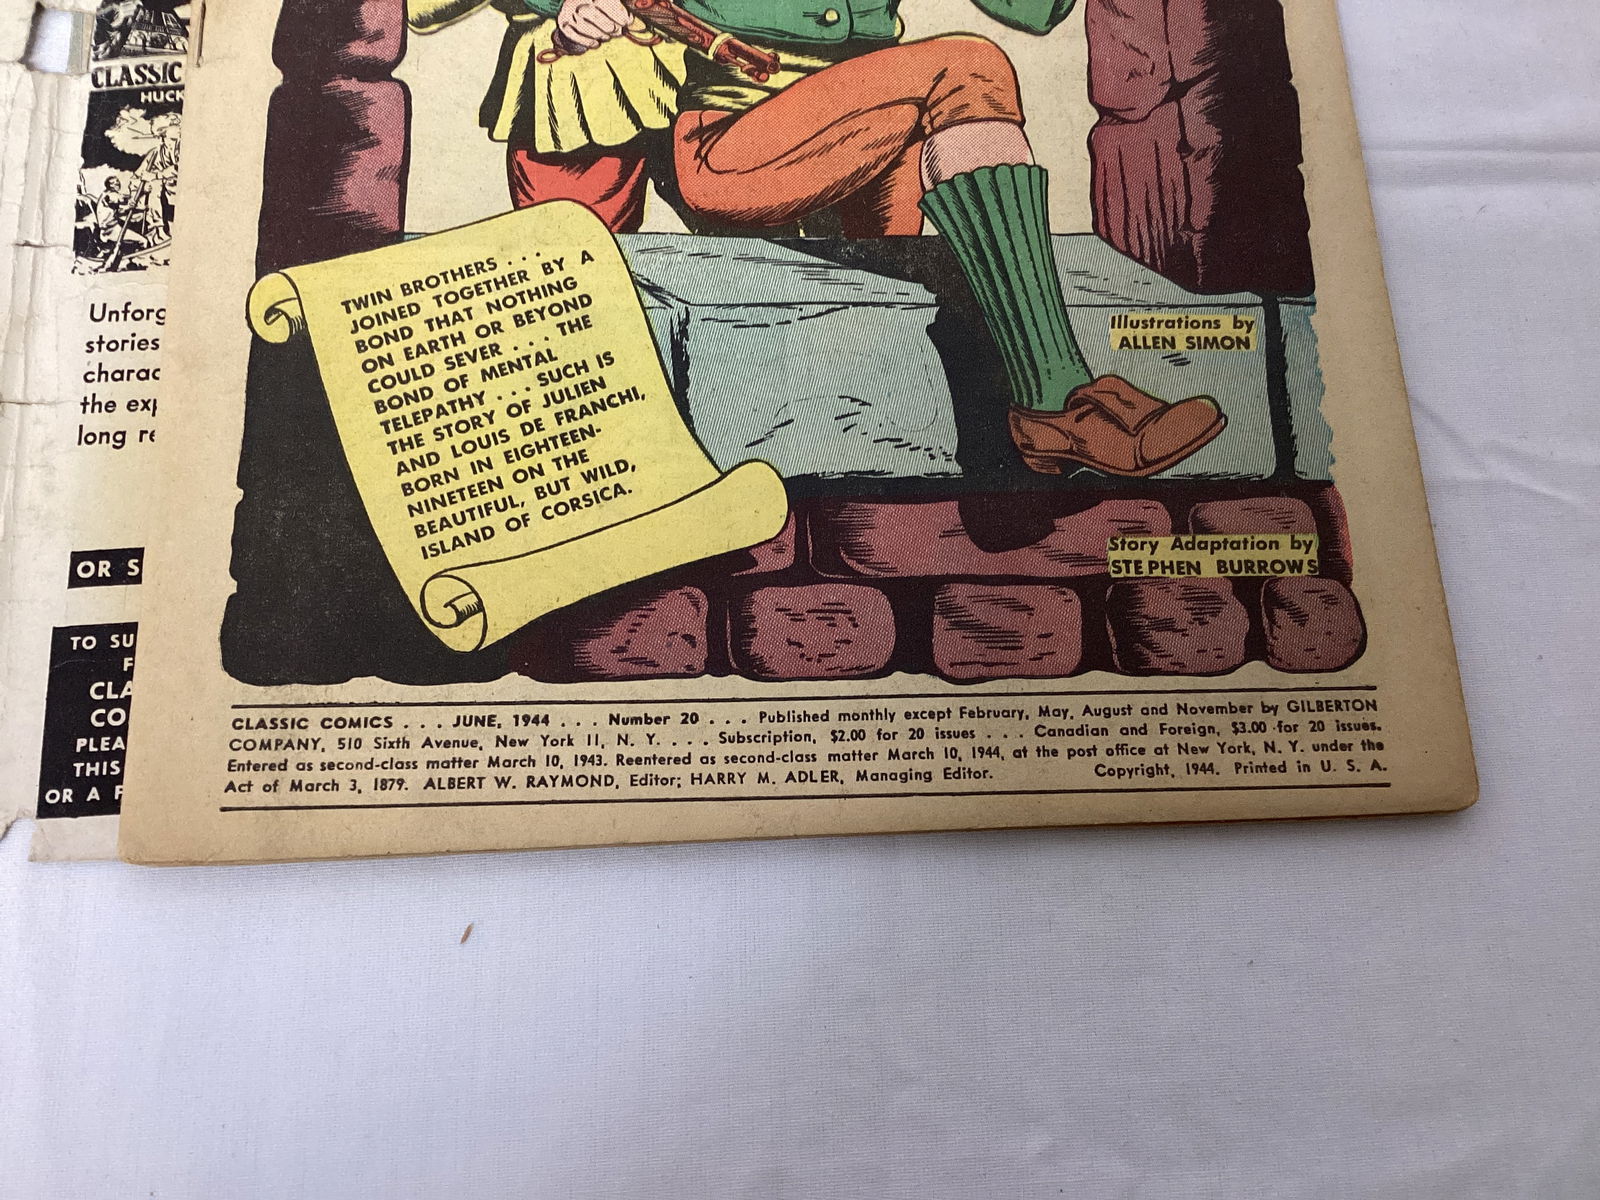 CLASSIC
HUCK
Unforg
stories
charac
the exp
long re
OR S
TO SU
F
CLA
CO
PLEA
THIS
OR A F
TWIN BROTHERS . . .
JOINED TOGETHER BY A
BOND THAT NOTHING
ON EARTH OR BEYOND
COULD SEVER . . . THE
BOND OF MENTAL
TELEPATHY . . . SUCH IS
THE STORY OF JULIEN
AND LOUIS DE FRANCHI,
BORN IN EIGHTEEN-
NINETEEN ON THE
BEAUTIFUL, BUT WILD,
ISLAND OF CORSICA.
Illustrations by
ALLEN SIMON
Story Adaptation by
STEPHEN BURROWS
CLASSIC COMICS . . . JUNE, 1944 . . . Number 20 . . . Published monthly except February, May, August and November by GILBERTON
COMPANY, 510 Sixth Avenue, New York 11, N. Y. . . . Subscription, $2.00 for 20 issues . . . Canadian and Foreign, $3.00 for 20 issues.
Entered as second-class matter March 10, 1943. Reentered as second-class matter March 10, 1944, at the post office at New York, N. Y. under the
Act of March 3, 1879. ALBERT W. RAYMOND, Editor; HARRY M. ADLER, Managing Editor. Copyright, 1944. Printed in U. S. A.